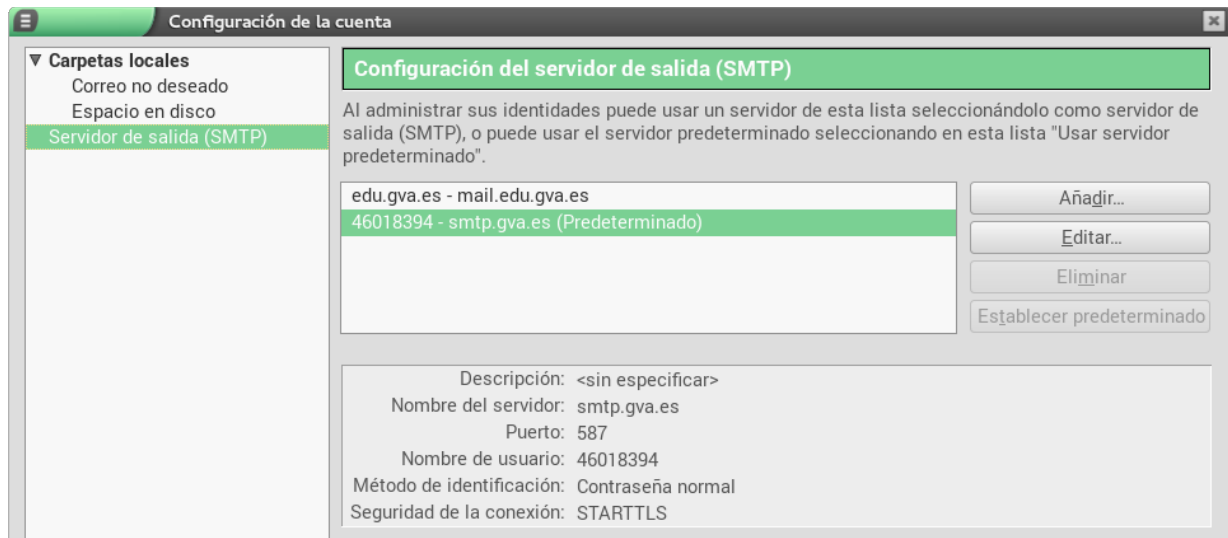 Configuración de la cuenta
Carpetas locales
Correo no deseado
Espacio en disco
Servidor de salida (SMTP)
Configuración del servidor de salida (SMTP)
Al administrar sus identidades puede usar un servidor de esta lista seleccionándolo como servidor de
salida (SMTP), o puede usar el servidor predeterminado seleccionando en esta lista "Usar servidor
predeterminado".
edu.gva.es - mail.edu.gva.es
46018394 - smtp.gva.es (Predeterminado)
Añadir...
Editar...
Eliminar
Establecer predeterminado
Descripción: <sin especificar>
Nombre del servidor: smtp.gva.es
Puerto: 587
Nombre de usuario: 46018394
Método de identificación: Contraseña normal
Seguridad de la conexión: STARTTLS